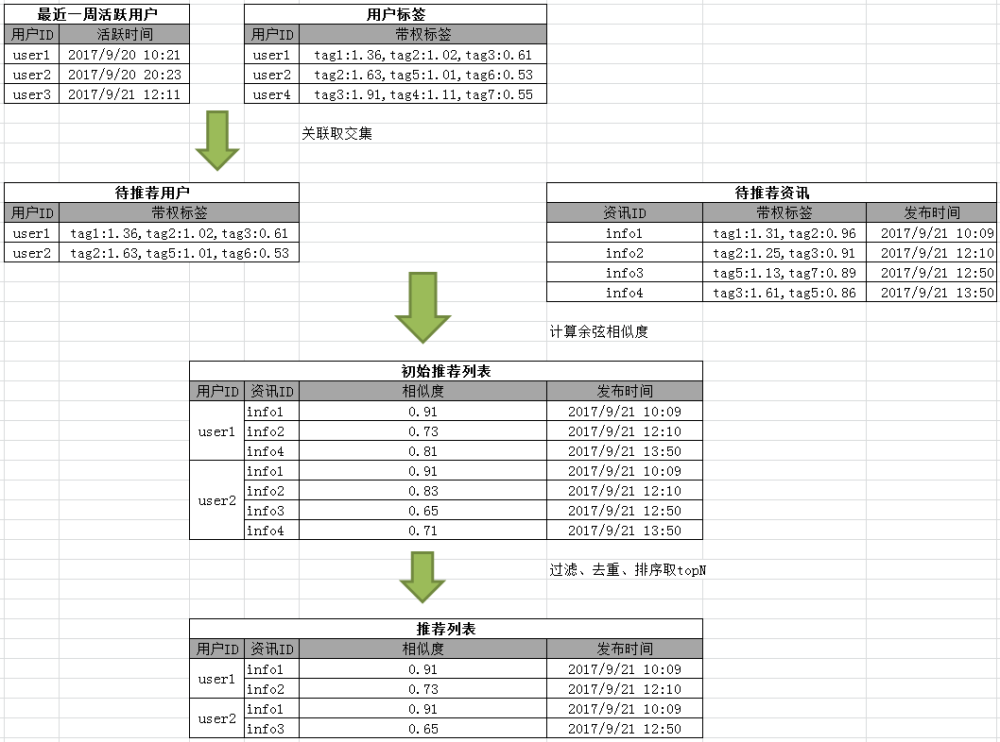 最近一周活跃用户
用户ID 活跃时间
user1 2017/9/20 10:21
user2 2017/9/20 20:23
user3 2017/9/21 12:11
用户标签
用户ID 带权标签
user1 tag1:1.36,tag2:1.02,tag3:0.61
user2 tag2:1.63,tag5:1.01,tag6:0.53
user4 tag3:1.91,tag4:1.11,tag7:0.55
关联取交集
待推荐用户
用户ID 带权标签
user1 tag1:1.36,tag2:1.02,tag3:0.61
user2 tag2:1.63,tag5:1.01,tag6:0.53
待推荐资讯
资讯ID 带权标签 发布时间
info1 tag1:1.31,tag2:0.96 2017/9/21 10:09
info2 tag2:1.25,tag3:0.91 2017/9/21 12:10
info3 tag5:1.13,tag7:0.89 2017/9/21 12:50
info4 tag3:1.61,tag5:0.86 2017/9/21 13:50
计算余弦相似度
初始推荐列表
用户ID 资讯ID 相似度 发布时间
user1 info1 0.91 2017/9/21 10:09
info2 0.73 2017/9/21 12:10
info4 0.81 2017/9/21 13:50
user2 info1 0.91 2017/9/21 10:09
info2 0.83 2017/9/21 12:10
info3 0.65 2017/9/21 12:50
info4 0.71 2017/9/21 13:50
过滤、去重、排序取topN
推荐列表
用户ID 资讯ID 相似度 发布时间
user1 info1 0.91 2017/9/21 10:09
info2 0.73 2017/9/21 12:10
user2 info1 0.91 2017/9/21 10:09
info3 0.65 2017/9/21 12:50